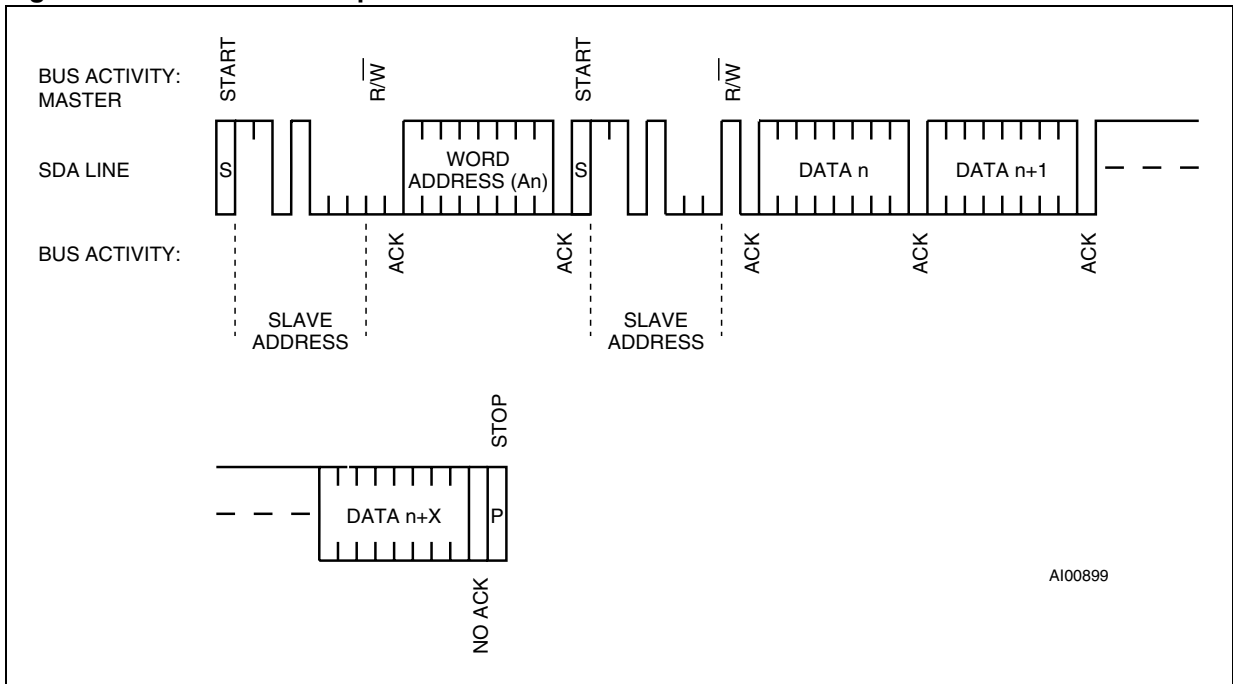 START
R/W
START
R/W
BUS ACTIVITY:
MASTER
SDA LINE
S
WORD
ADDRESS (An)
S
DATA n
DATA n+1
BUS ACTIVITY:
ACK
ACK
ACK
ACK
ACK
SLAVE
ADDRESS
SLAVE
ADDRESS
STOP
DATA n+X
P
NO ACK
AI00899